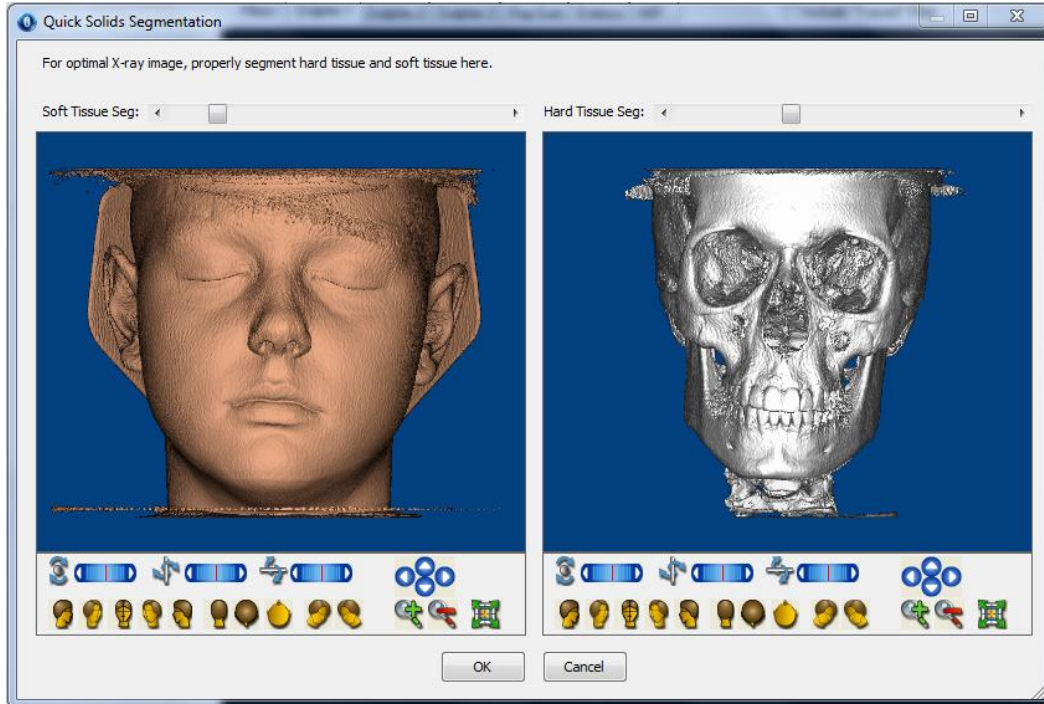 Quick Solids Segmentation
For optimal X-ray image, properly segment hard tissue and soft tissue here.
Soft Tissue Seg:
Hard Tissue Seg:
OK
Cancel